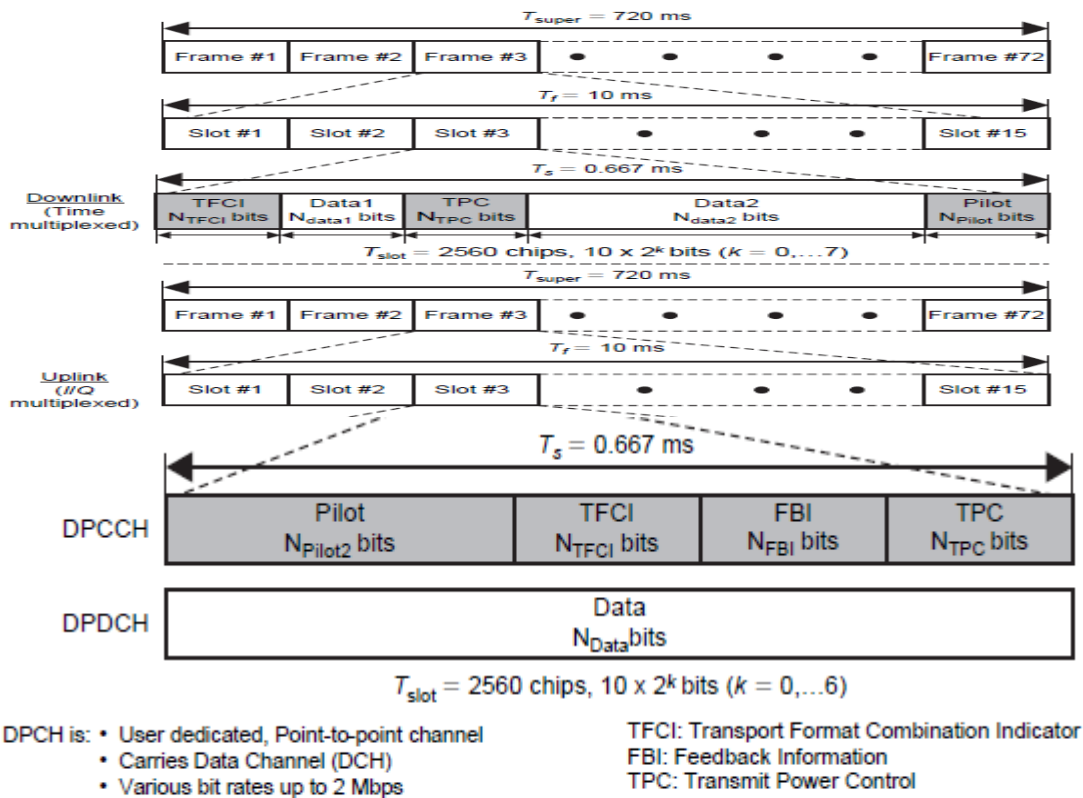 T_super = 720 ms
Frame #1 Frame #2 Frame #3 • • • • Frame #72
T_f = 10 ms
Slot #1 Slot #2 Slot #3 • • • Slot #15
T_s = 0.667 ms
Downlink
(Time
multiplexed)
TFCI Data1 TPC Data2 Pilot
N_TFCI bits N_data1 bits N_TPC bits N_data2 bits N_Pilot bits
T_slot = 2560 chips, 10 x 2^k bits (k = 0,...7)
T_super = 720 ms
Frame #1 Frame #2 Frame #3 • • • • Frame #72
T_f = 10 ms
Uplink
(I/Q
multiplexed)
Slot #1 Slot #2 Slot #3 • • • Slot #15
T_s = 0.667 ms
DPCCH
Pilot TFCI FBI TPC
N_Pilot2 bits N_TFCI bits N_FBI bits N_TPC bits
DPDCH
Data
N_Data bits
T_slot = 2560 chips, 10 x 2^k bits (k = 0,...6)
DPCH is: • User dedicated, Point-to-point channel
• Carries Data Channel (DCH)
• Various bit rates up to 2 Mbps
TFCI: Transport Format Combination Indicator
FBI: Feedback Information
TPC: Transmit Power Control